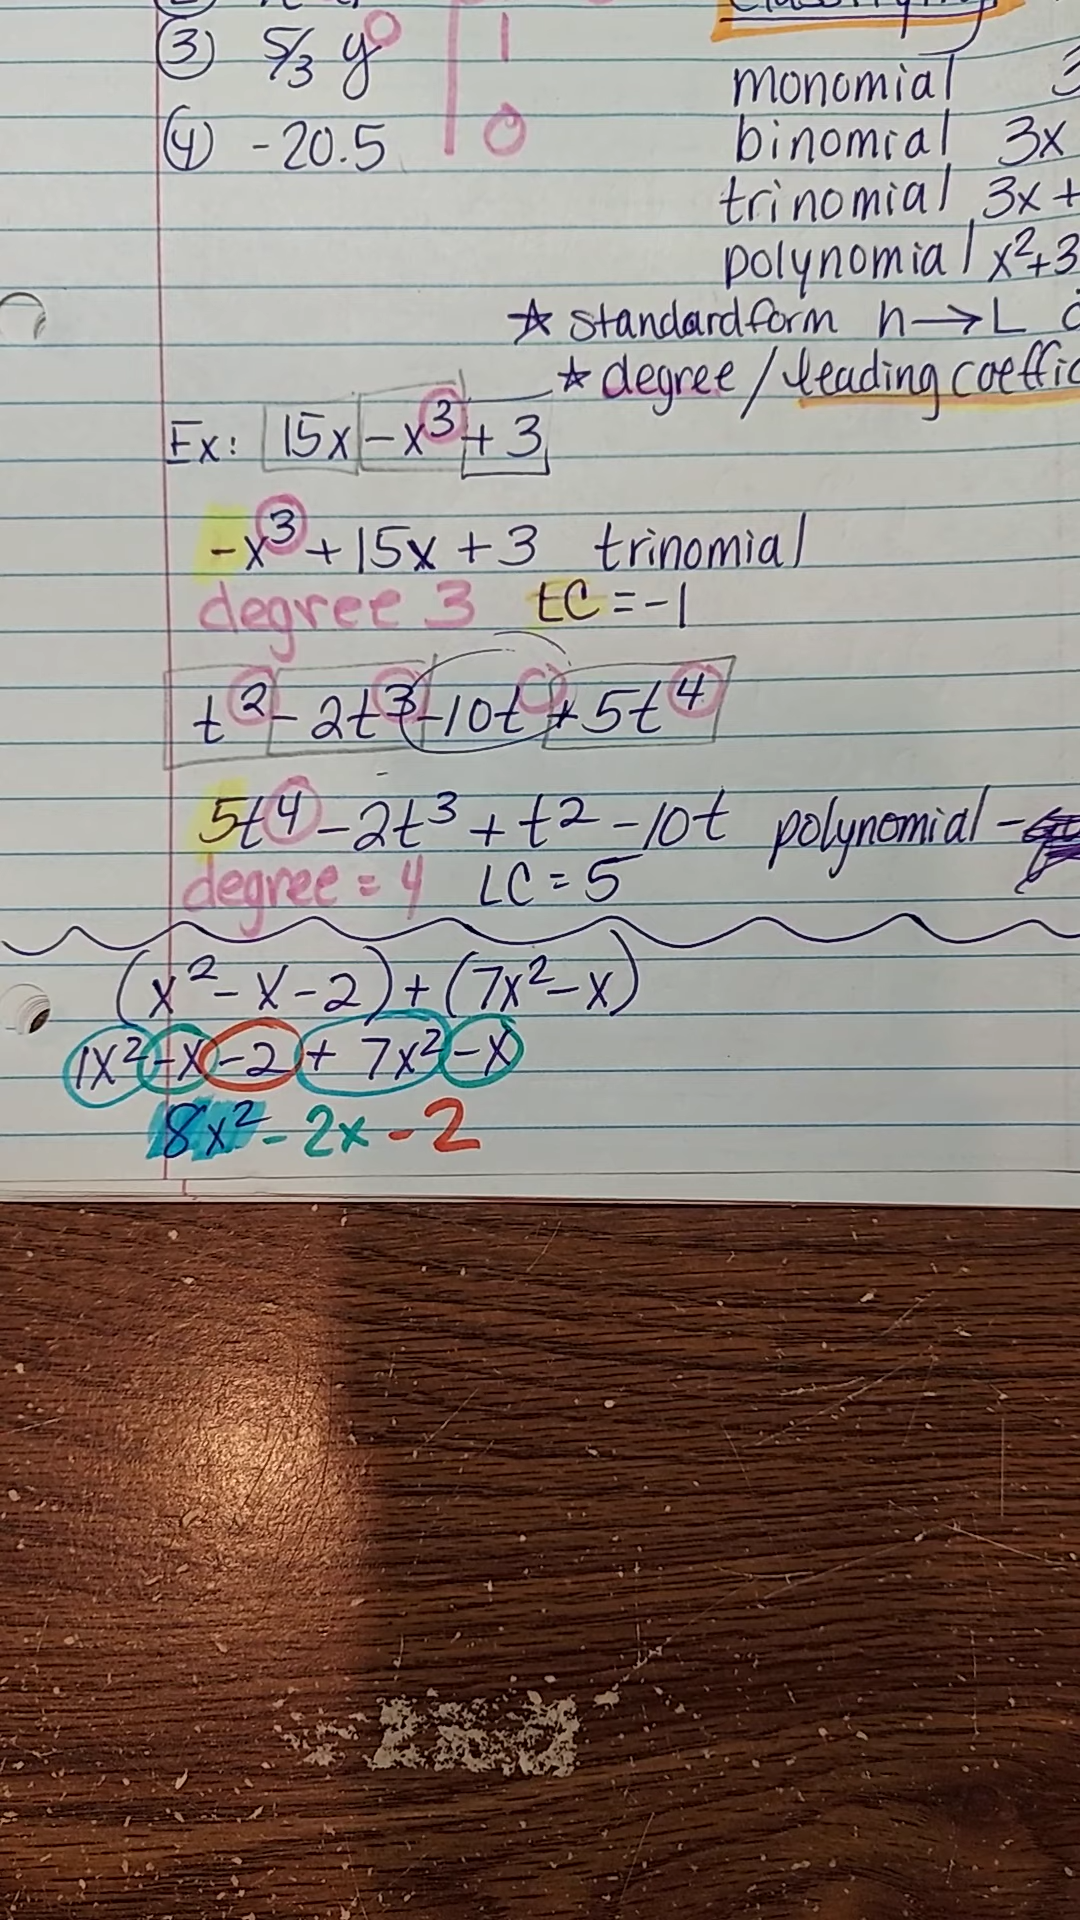 ③ 5/3 y 1
④ -20.5 0
monomial
binomial 3x
trinomial 3x +
polynomial x²+3
☆ standard form h→L
☆ degree / leading coeffic
Ex: 15x - x³ + 3
-x³ + 15x + 3 trinomial
degree 3 LC = -1
t² - 2t³ - 10t + 5t⁴
5t⁴ - 2t³ + t² - 10t polynomial -
degree = 4 LC = 5
(x² - x - 2) + (7x² - x)
1x² - x - 2 + 7x² - x
8x² - 2x - 2